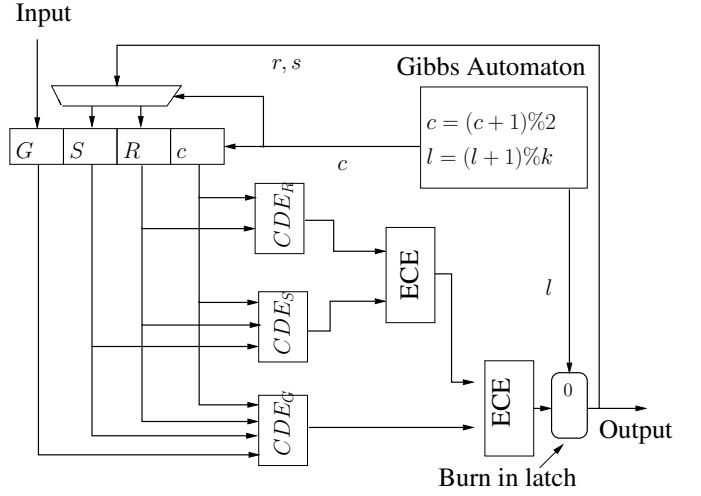 Input
r, s
Gibbs Automaton
c = (c + 1)%2
l = (l + 1)%k
G S R c
c
CDE_R
ECE
CDE_S
l
CDE_G
ECE
0
Output
Burn in latch